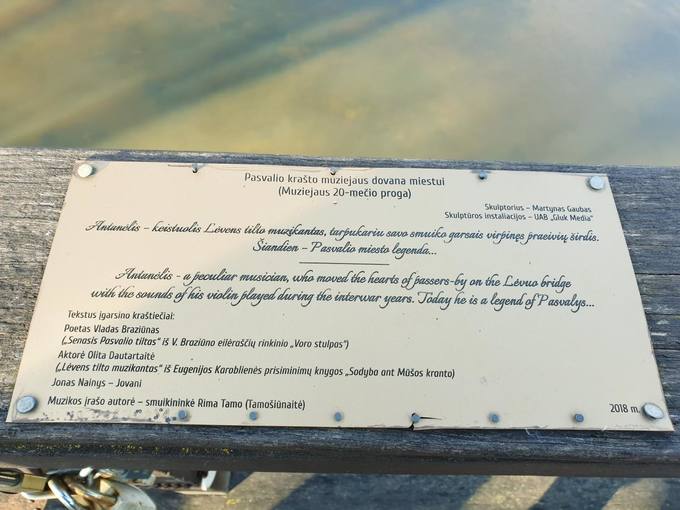 Pasvalio krašto muziejaus dovana miestui
(Muziejaus 20-mečio proga)
Skulptorius – Martynas Gaubas
Skulptūros instaliacijos – UAB „Gluk Media“
Antanėlis – keistuolis Lėvens tilto muzikantas, tarpukariu savo smuiko garsais virpinęs praeivių širdis.
Šiandien – Pasvalio miesto legenda...
Antanėlis - a peculiar musician, who moved the hearts of passers-by on the Lėvuo bridge
with the sounds of his violin played during the interwar years. Today he is a legend of Pasvalys...
Tekstus įgarsino kraštiečiai:
Poetas Vladas Braziūnas
(„Senasis Pasvalio tiltas“ iš V. Braziūno eilėraščių rinkinio „Voro stulpas“)
Aktorė Olita Dautartaitė
(„Lėvens tilto muzikantas“ iš Eugenijos Karoblienės prisiminimų knygos „Sodyba ant Mūšos kranto)
Jonas Nainys – Jovani
Muzikos įrašo autorė – smuikininkė Rima Tamo (Tamošiūnaitė)
2018 m.